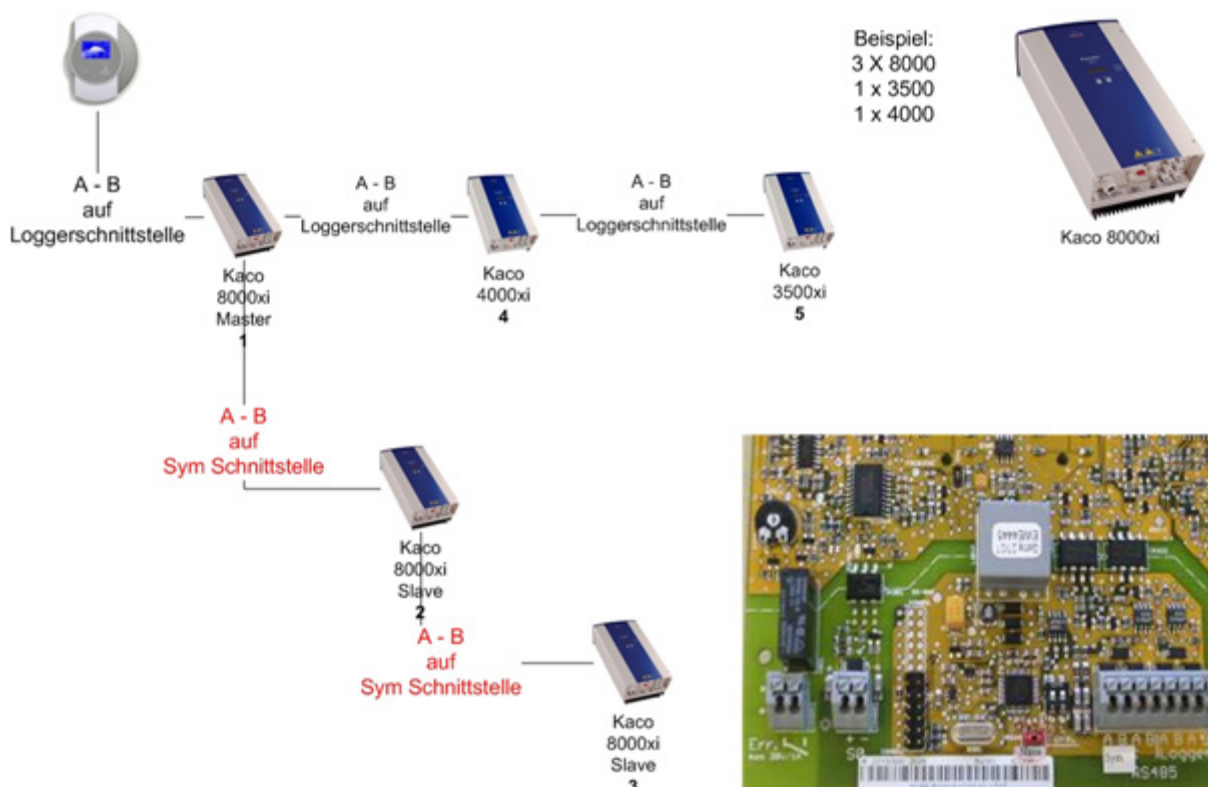 Beispiel:
3 X 8000
1 x 3500
1 x 4000
Kaco 8000xi
A - B
auf
Loggerschnittstelle
Kaco
8000xi
Master
1
A - B
auf
Loggerschnittstelle
Kaco
4000xi
4
A - B
auf
Loggerschnittstelle
Kaco
3500xi
5
A - B
auf
Sym Schnittstelle
Kaco
8000xi
Slave
2
A - B
auf
Sym Schnittstelle
Kaco
8000xi
Slave
3
Err.
+ -
S0
A B A B A B A
Sym
Logger
RS485